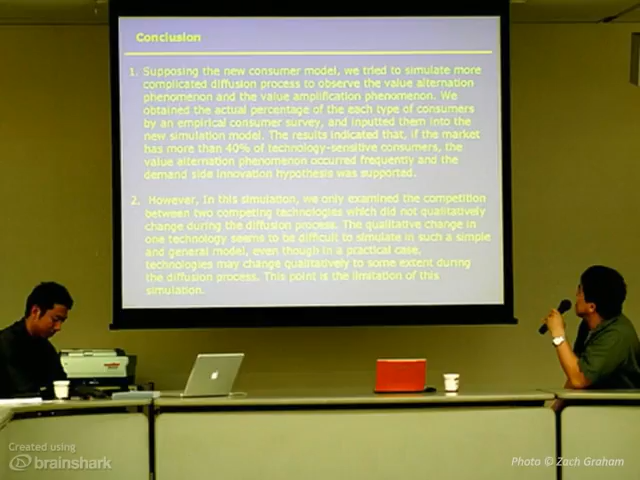 Conclusion
1. Supposing the new consumer model, we tried to simulate more
complicated diffusion process to observe the value alternation
phenomenon and the value amplification phenomenon. We
obtained the actual percentage of the each type of consumers
by an empirical consumer survey, and inputted them into the
new simulation model. The results indicated that, if the market
has more than 40% of technology-sensitive consumers, the
value alternation phenomenon occurred frequently and the
demand side innovation hypothesis was supported.
2. However, In this simulation, we only examined the competition
between two competing technologies which did not qualitatively
change during the diffusion process. The qualitative change in
one technology seems to be difficult to simulate in such a simple
and general model, even though in a practical case,
technologies may change qualitatively to some extent during
the diffusion process. This point is the limitation of this
simulation.
Created using
brainshark
Photo © Zach Graham